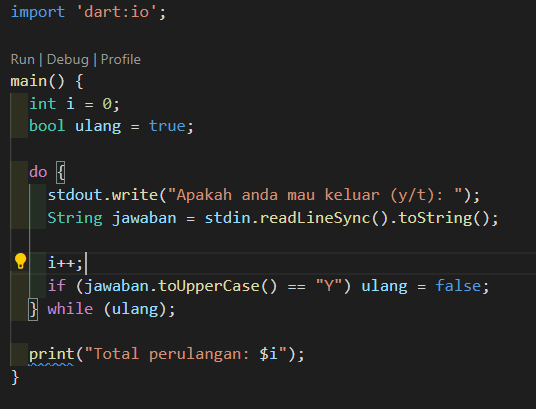 import 'dart:io';
Run | Debug | Profile
main() {
  int i = 0;
  bool ulang = true;

  do {
    stdout.write("Apakah anda mau keluar (y/t): ");
    String jawaban = stdin.readLineSync().toString();

    i++;
    if (jawaban.toUpperCase() == "Y") ulang = false;
  } while (ulang);

  print("Total perulangan: $i");
}